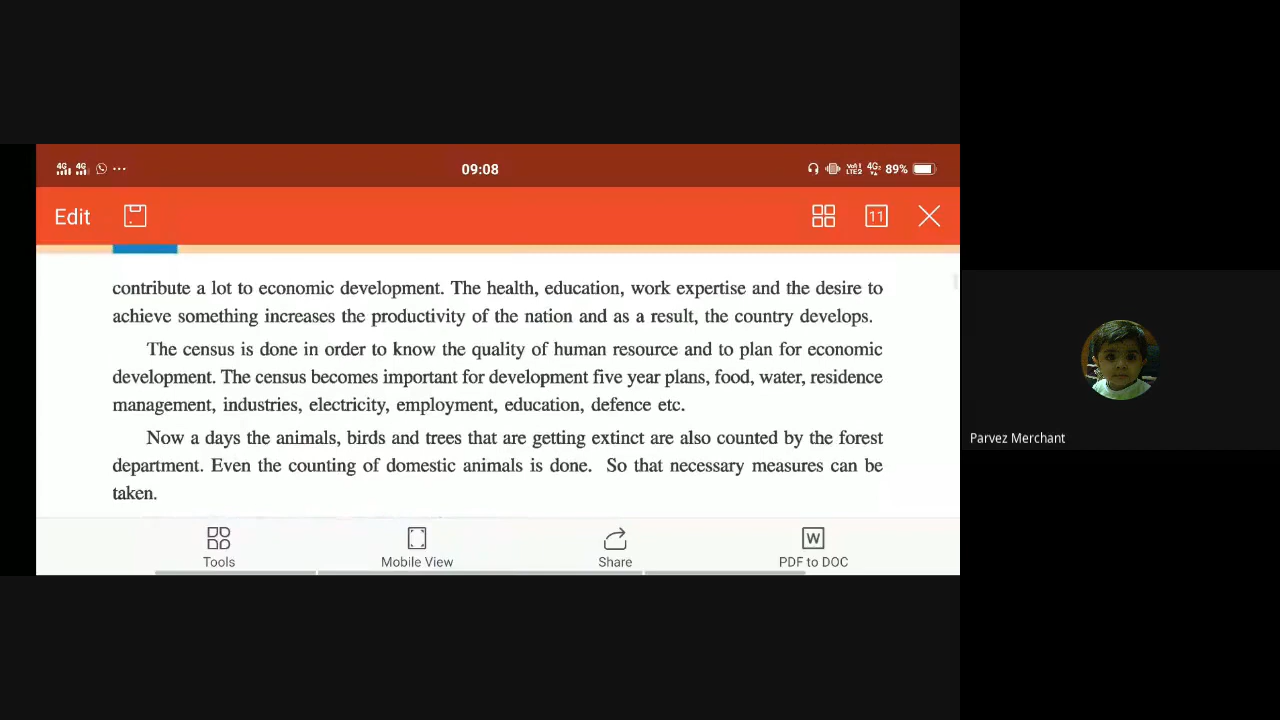 4G 4G ... 09:08 4G 89%
Edit 11
contribute a lot to economic development. The health, education, work expertise and the desire to
achieve something increases the productivity of the nation and as a result, the country develops.
The census is done in order to know the quality of human resource and to plan for economic
development. The census becomes important for development five year plans, food, water, residence
management, industries, electricity, employment, education, defence etc.
Now a days the animals, birds and trees that are getting extinct are also counted by the forest
department. Even the counting of domestic animals is done. So that necessary measures can be
taken.
Parvez Merchant
W
Tools Mobile View Share PDF to DOC